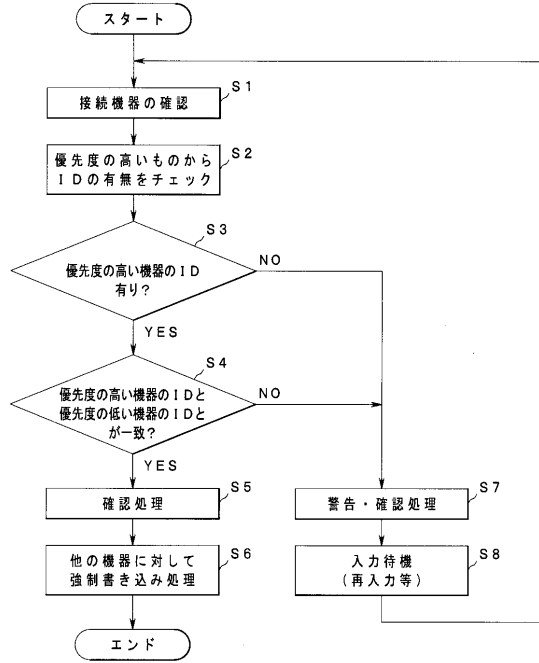 スタート
S1
接続機器の確認
S2
優先度の高いものから
IDの有無をチェック
S3
優先度の高い機器のID
有り?
NO
YES
S4
優先度の高い機器のIDと
優先度の低い機器のIDと
が一致?
NO
YES
S5
確認処理
S7
警告・確認処理
S6
他の機器に対して
強制書き込み処理
S8
入力待機
(再入力等)
エンド